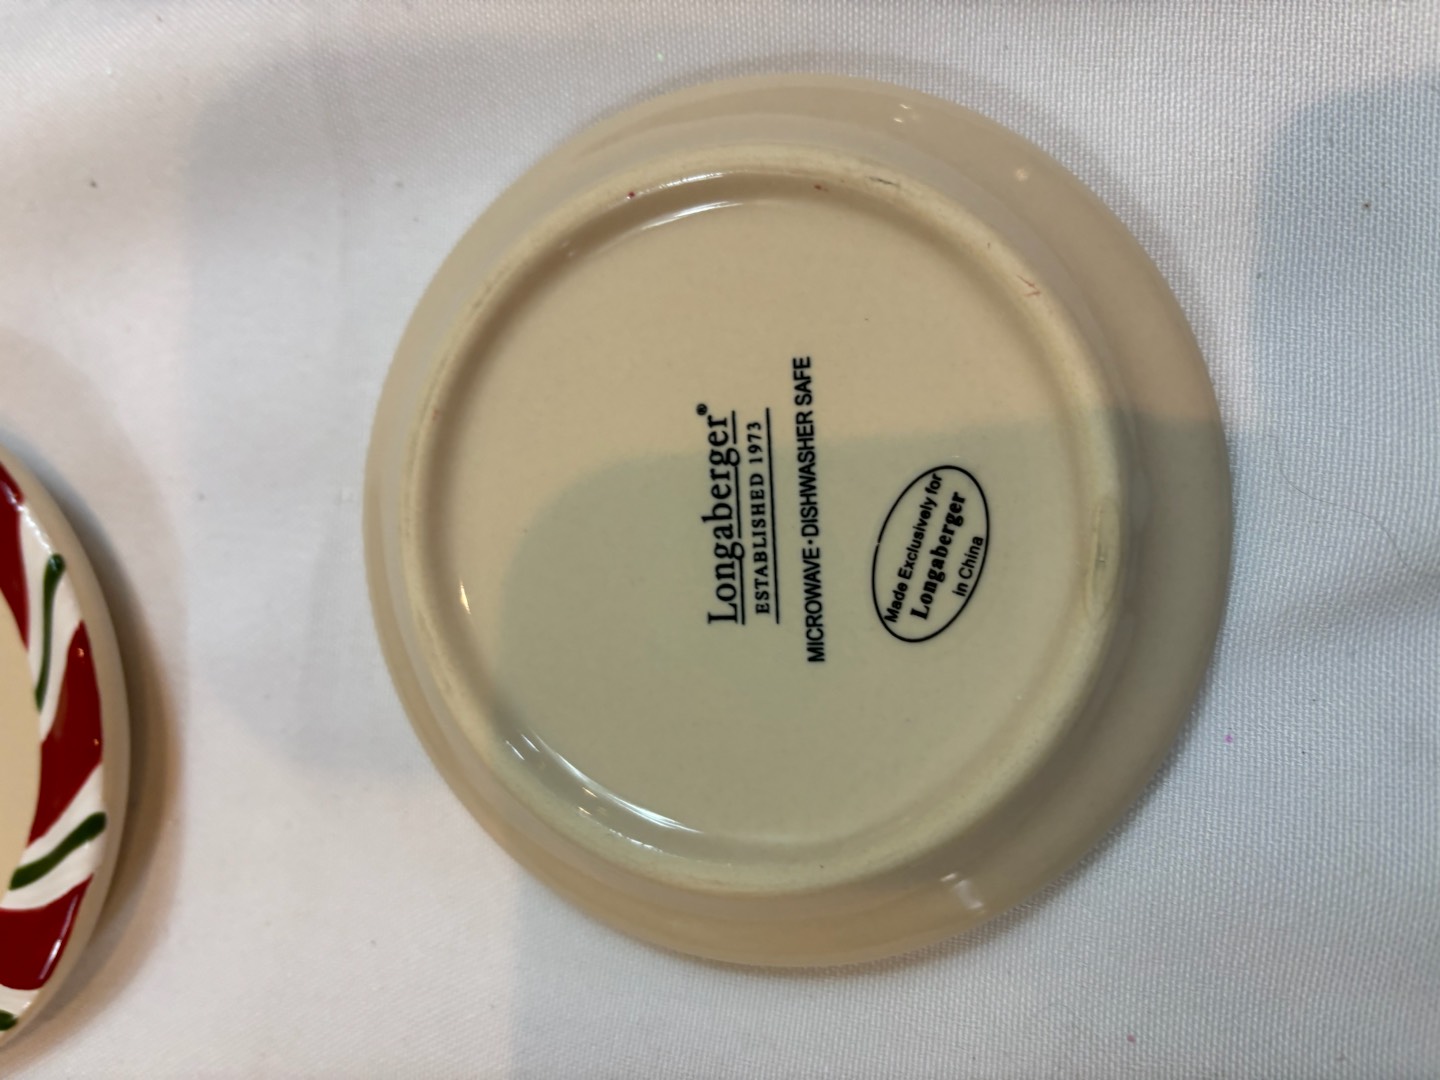 Longaberger®
ESTABLISHED 1973
MICROWAVE·DISHWASHER SAFE
Made Exclusively for
Longaberger
in China